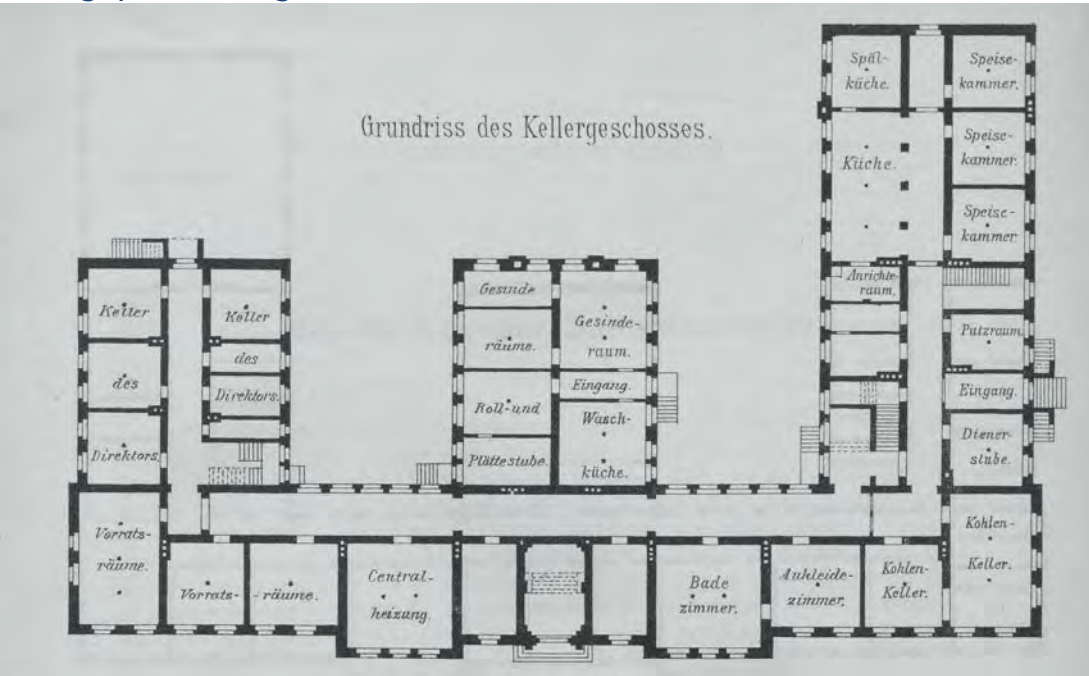 Grundriss des Kellergeschosses.
Spül-
küche.
Speise-
kammer.
Küche.
Speise-
kammer.
Speise-
kammer
Anrichte-
raum.
Putzraum.
Eingang.
Diener-
stube.
Keller
des
Direktors.
Keller
des
Direktors.
Gesinde
räume.
Roll-und
Plättestube.
Gesinde-
raum.
Eingang.
Wasch-
küche.
Vorrats-
räume.
Vorrats-
-räume.
Central-
heizung.
Bade
zimmer.
Ankleide-
zimmer.
Kohlen-
Keller.
Kohlen-
Keller.